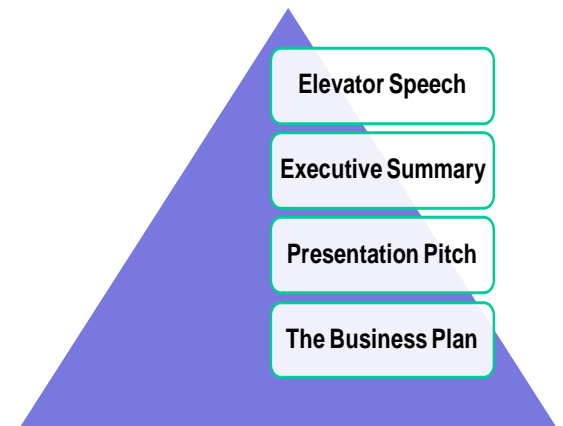 Elevator Speech
Executive Summary
Presentation Pitch
The Business Plan